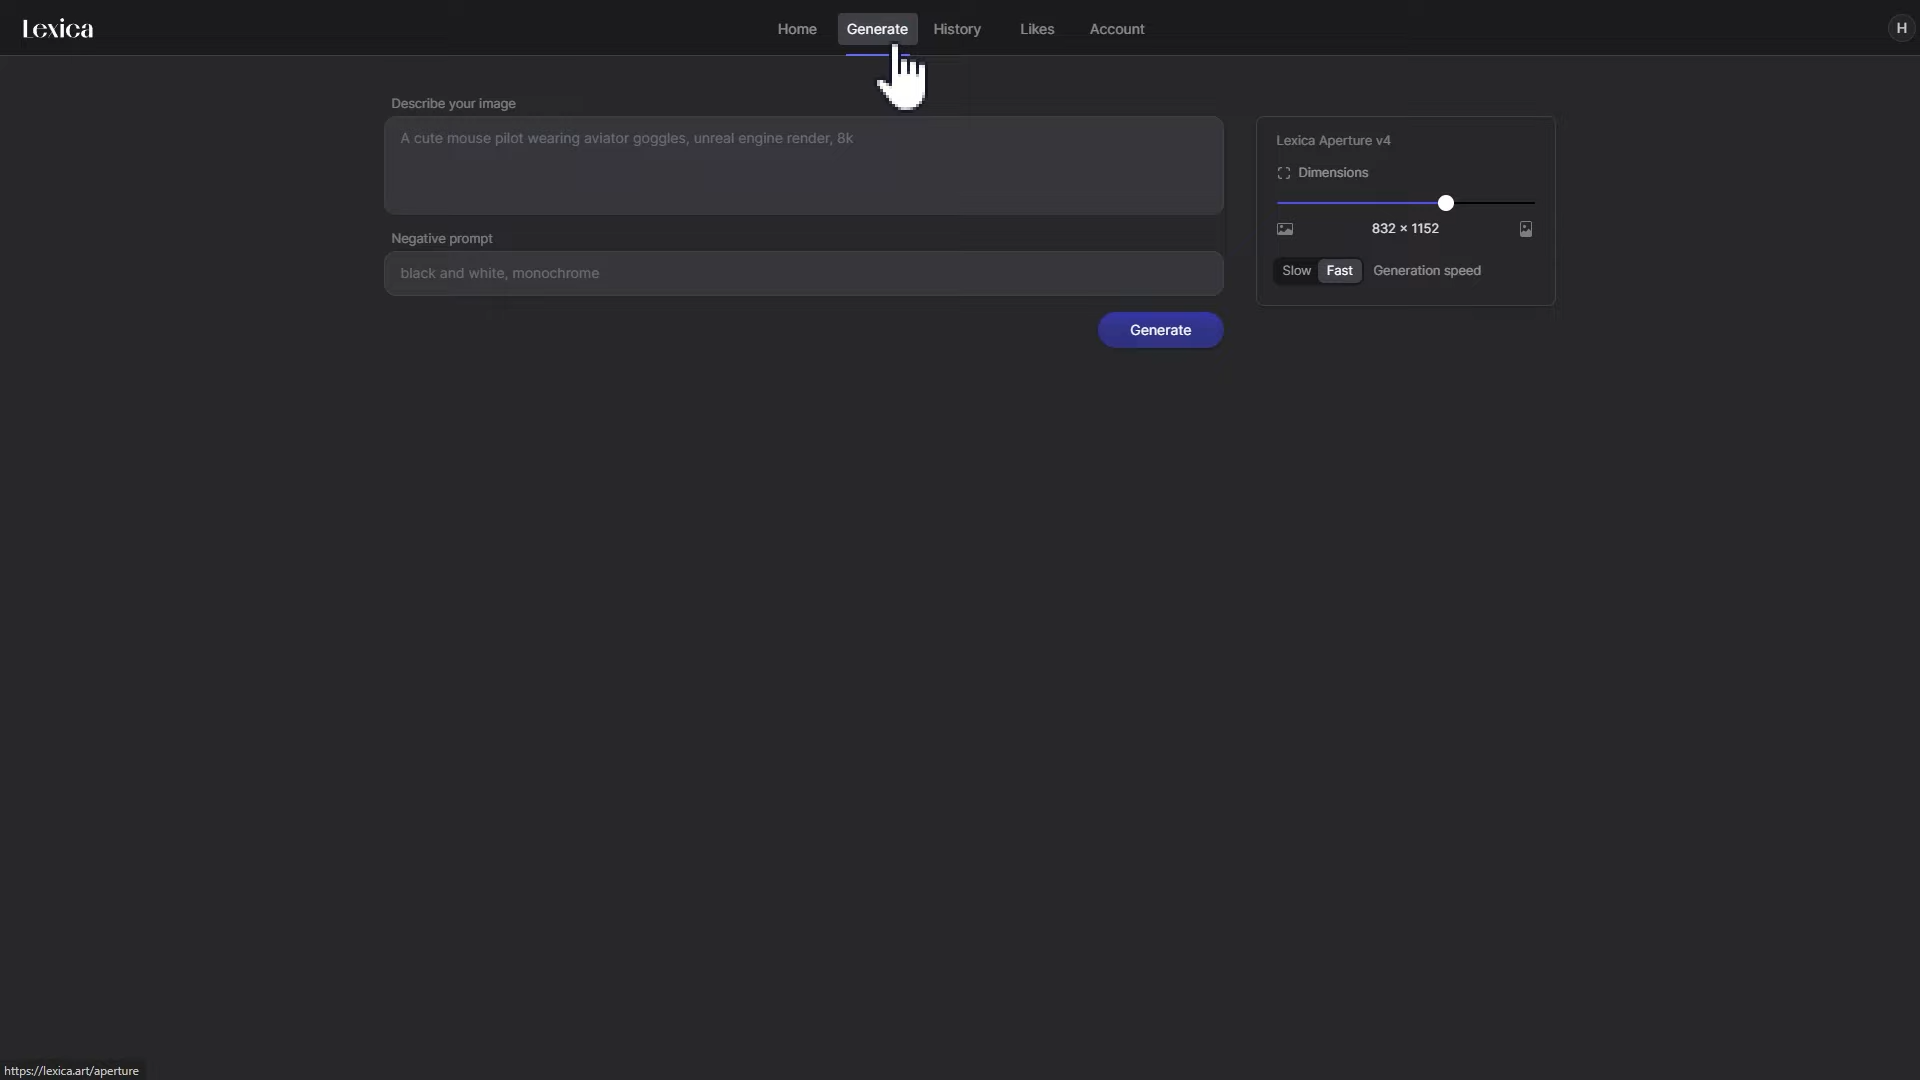 Lexica
Home Generate History Likes Account
H
Describe your image
A cute mouse pilot wearing aviator goggles, unreal engine render, 8k
Negative prompt
black and white, monochrome
Generate
Lexica Aperture v4
Dimensions
832 × 1152
Slow Fast Generation speed
https://lexica.art/aperture